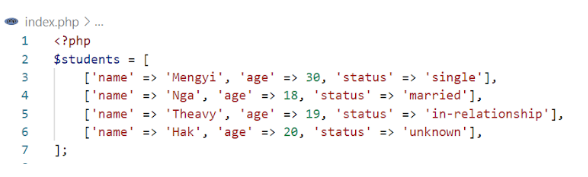 index.php > ...
1 <?php
2 $students = [
3 ['name' => 'Mengyi', 'age' => 30, 'status' => 'single'],
4 ['name' => 'Nga', 'age' => 18, 'status' => 'married'],
5 ['name' => 'Theavy', 'age' => 19, 'status' => 'in-relationship'],
6 ['name' => 'Hak', 'age' => 20, 'status' => 'unknown'],
7 ];